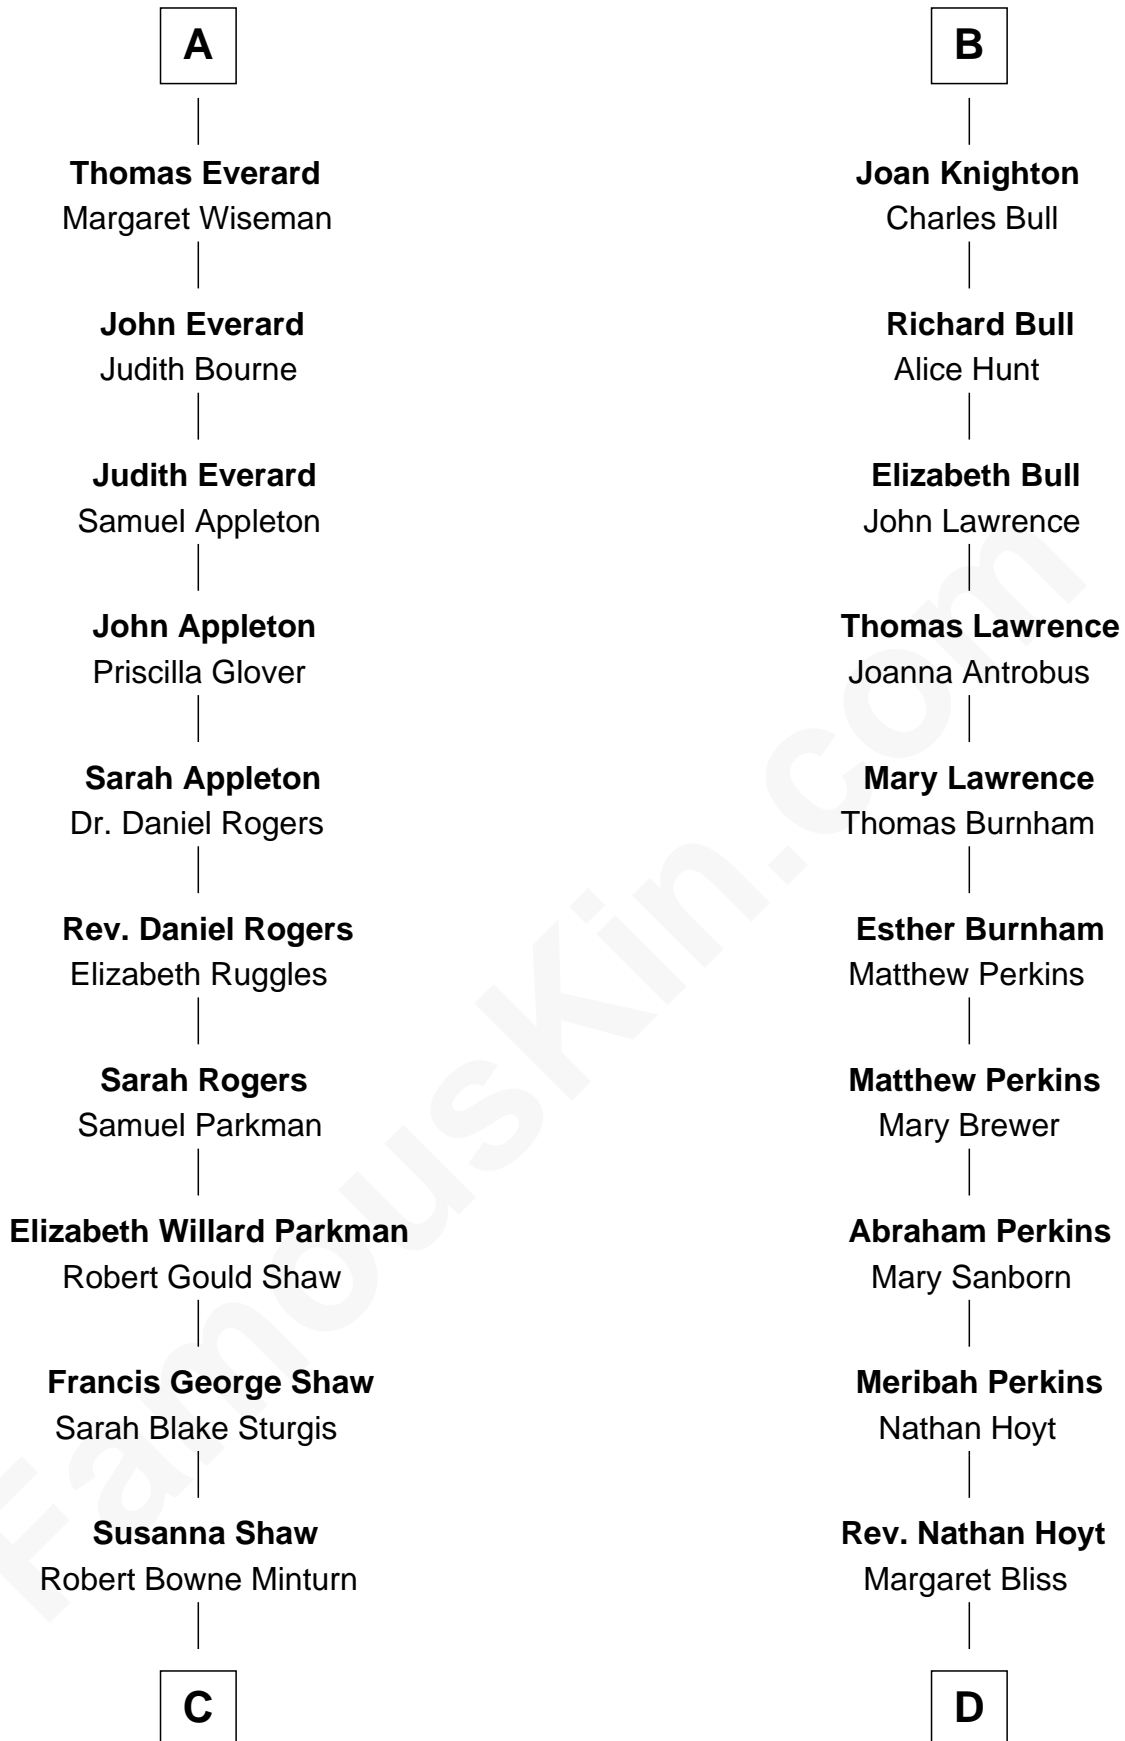 A
Thomas Everard
Margaret Wiseman
John Everard
Judith Bourne
Judith Everard
Samuel Appleton
John Appleton
Priscilla Glover
Sarah Appleton
Dr. Daniel Rogers
Rev. Daniel Rogers
Elizabeth Ruggles
Sarah Rogers
Samuel Parkman
Elizabeth Willard Parkman
Robert Gould Shaw
Francis George Shaw
Sarah Blake Sturgis
Susanna Shaw
Robert Bowne Minturn
C
B
Joan Knighton
Charles Bull
Richard Bull
Alice Hunt
Elizabeth Bull
John Lawrence
Thomas Lawrence
Joanna Antrobus
Mary Lawrence
Thomas Burnham
Esther Burnham
Matthew Perkins
Matthew Perkins
Mary Brewer
Abraham Perkins
Mary Sanborn
Meribah Perkins
Nathan Hoyt
Rev. Nathan Hoyt
Margaret Bliss
D
FamousKin.com